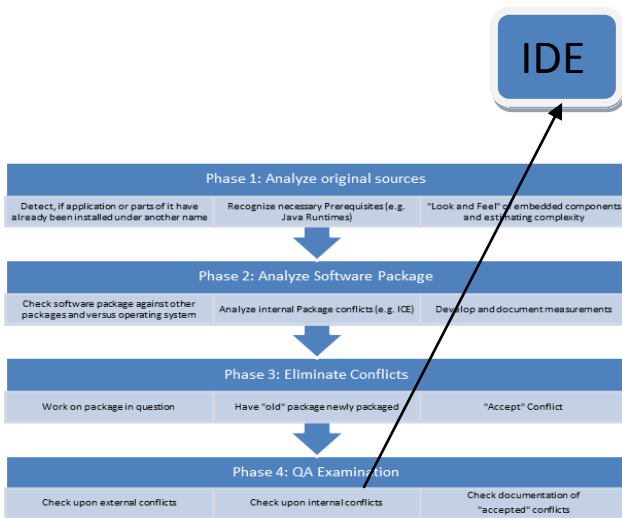 IDE
Phase 1: Analyze original sources
Detect, if application or parts of it have
already been installed under another name
Recognize necessary Prerequisites (e.g.
Java Runtimes)
"Look and Feel" of embedded components
and estimating complexity
Phase 2: Analyze Software Package
Check software package against other
packages and versus operating system
Analyze internal Package conflicts (e.g. ICE)
Develop and document measurements
Phase 3: Eliminate Conflicts
Work on package in question
Have "old" package newly packaged
"Accept" Conflict
Phase 4: QA Examination
Check upon external conflicts
Check upon internal conflicts
Check documentation of
"accepted" conflicts